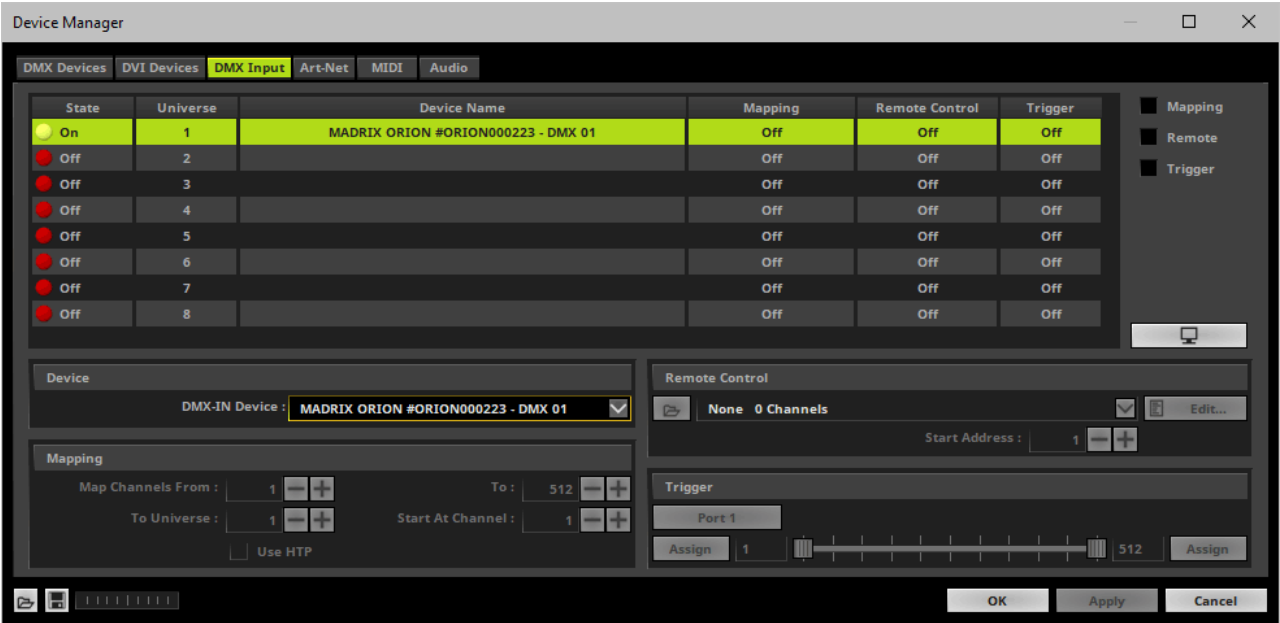 Device Manager
DMX Devices DVI Devices DMX Input Art-Net MIDI Audio
State Universe Device Name Mapping Remote Control Trigger
On 1 MADRIX ORION #ORION000223 - DMX 01 Off Off Off
Off 2 Off Off Off
Off 3 Off Off Off
Off 4 Off Off Off
Off 5 Off Off Off
Off 6 Off Off Off
Off 7 Off Off Off
Off 8 Off Off Off
Mapping
Remote
Trigger
Device
DMX-IN Device : MADRIX ORION #ORION000223 - DMX 01
Mapping
Map Channels From : 1 To : 512
To Universe : 1 Start At Channel : 1
Use HTP
Remote Control
None 0 Channels Edit...
Start Address : 1
Trigger
Port 1
Assign 1 512 Assign
OK Apply Cancel